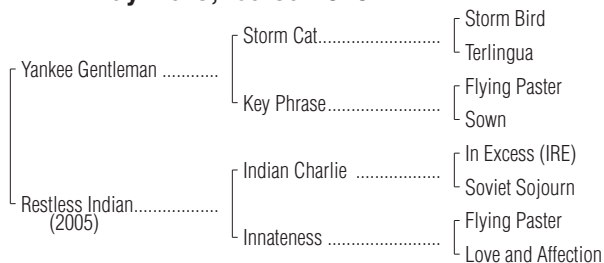 Storm Bird
Storm Cat........................
Terlingua
Yankee Gentleman ...........
Flying Paster
Key Phrase......................
Sown
In Excess (IRE)
Indian Charlie .................
Soviet Sojourn
Restless Indian.................
(2005)
Flying Paster
Innateness ......................
Love and Affection